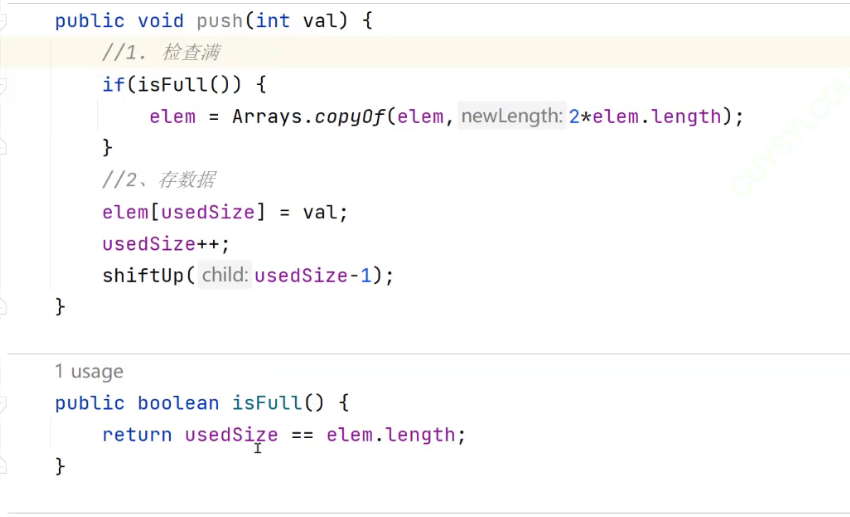 public void push(int val) {
//1. 检查满
if(isFull()) {
elem = Arrays.copyOf(elem, newLength: 2*elem.length);
}
//2、存数据
elem[usedSize] = val;
usedSize++;
shiftUp( child: usedSize-1);
}
1 usage
public boolean isFull() {
return usedSize == elem.length;
}